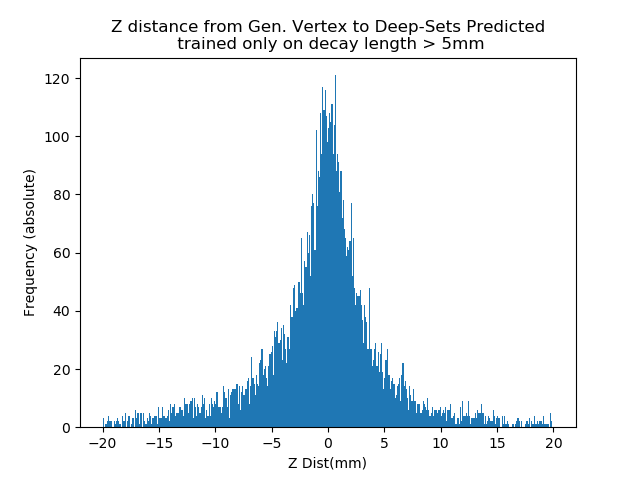 Z distance from Gen. Vertex to Deep-Sets Predicted
trained only on decay length > 5mm
120
100
80
60
40
20
0
Frequency (absolute)
−20 −15 −10 −5 0 5 10 15 20
Z Dist(mm)